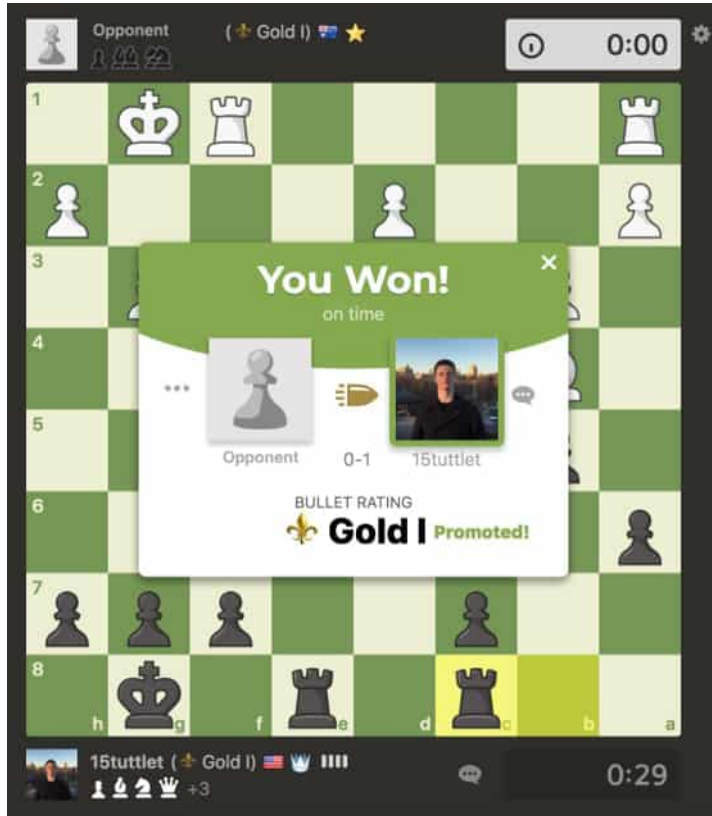 Opponent ( Gold I)
0:00
1
2
3
4
5
6
7
8
You Won!
on time
Opponent 0-1 15tuttlet
BULLET RATING
Gold I Promoted!
h g f e d c b a
15tuttlet ( Gold I)
+3
0:29